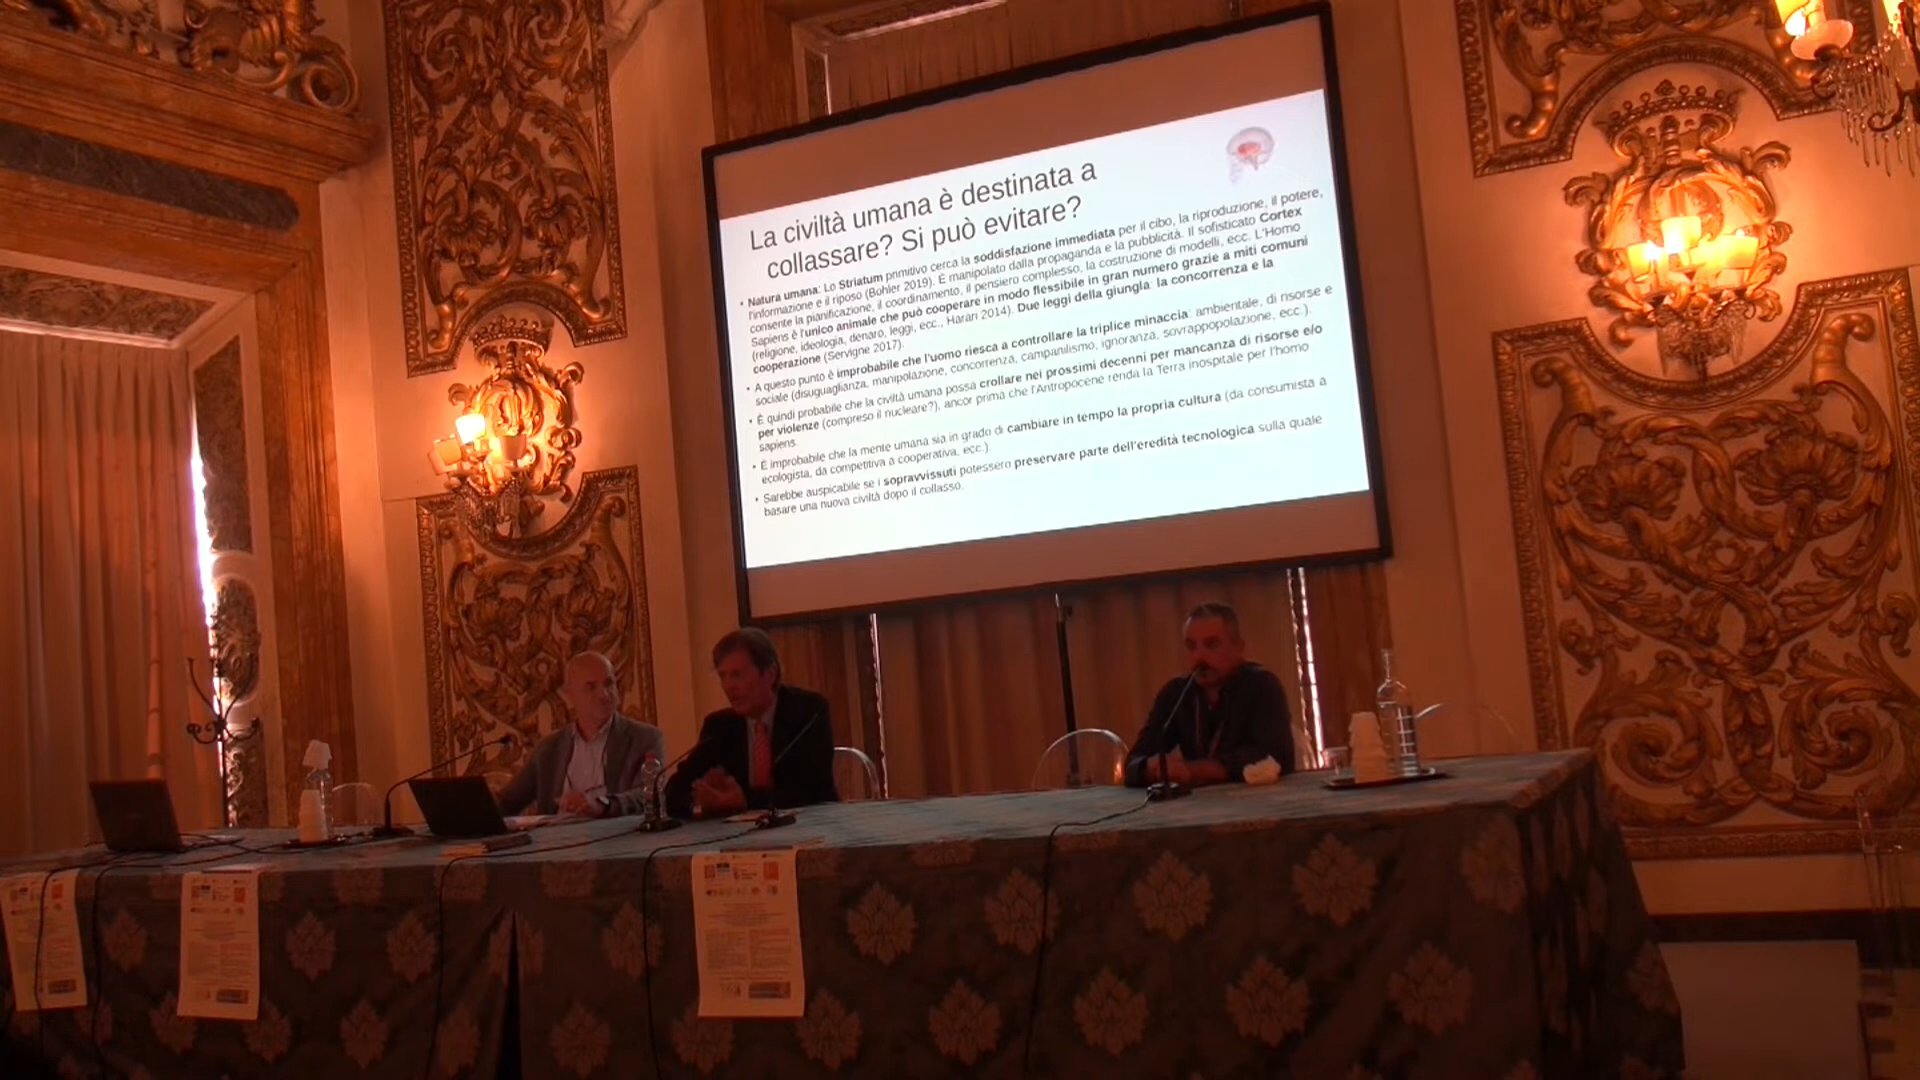 La civiltà umana è destinata a
collassare? Si può evitare?
• Natura umana: Lo Striatum primitivo cerca la soddisfazione immediata per il cibo, la riproduzione, il potere,
l'informazione e il riposo (Bohler 2019). È manipolato dalla propaganda e la pubblicità. Il sofisticato Cortex
consente la pianificazione, il coordinamento, il pensiero complesso, la costruzione di modelli, ecc. L'Homo
Sapiens è l'unico animale che può cooperare in modo flessibile in gran numero grazie a miti comuni
(religione, ideologia, denaro, leggi, ecc., Harari 2014). Due leggi della giungla: la concorrenza e la
cooperazione (Servigne 2017).
• A questo punto è improbabile che l'uomo riesca a controllare la triplice minaccia: ambientale, di risorse e
sociale (disuguaglianza, manipolazione, concorrenza, campanilismo, ignoranza, sovrappopolazione, ecc.).
• È quindi probabile che la civiltà umana possa crollare nei prossimi decenni per mancanza di risorse e/o
per violenze (compreso il nucleare?), ancor prima che l'Antropocene renda la Terra inospitale per l'homo
sapiens.
• È improbabile che la mente umana sia in grado di cambiare in tempo la propria cultura (da consumista a
ecologista, da competitiva a cooperativa, ecc.)
• Sarebbe auspicabile se i sopravvissuti potessero preservare parte dell'eredità tecnologica sulla quale
basare una nuova civiltà dopo il collasso.